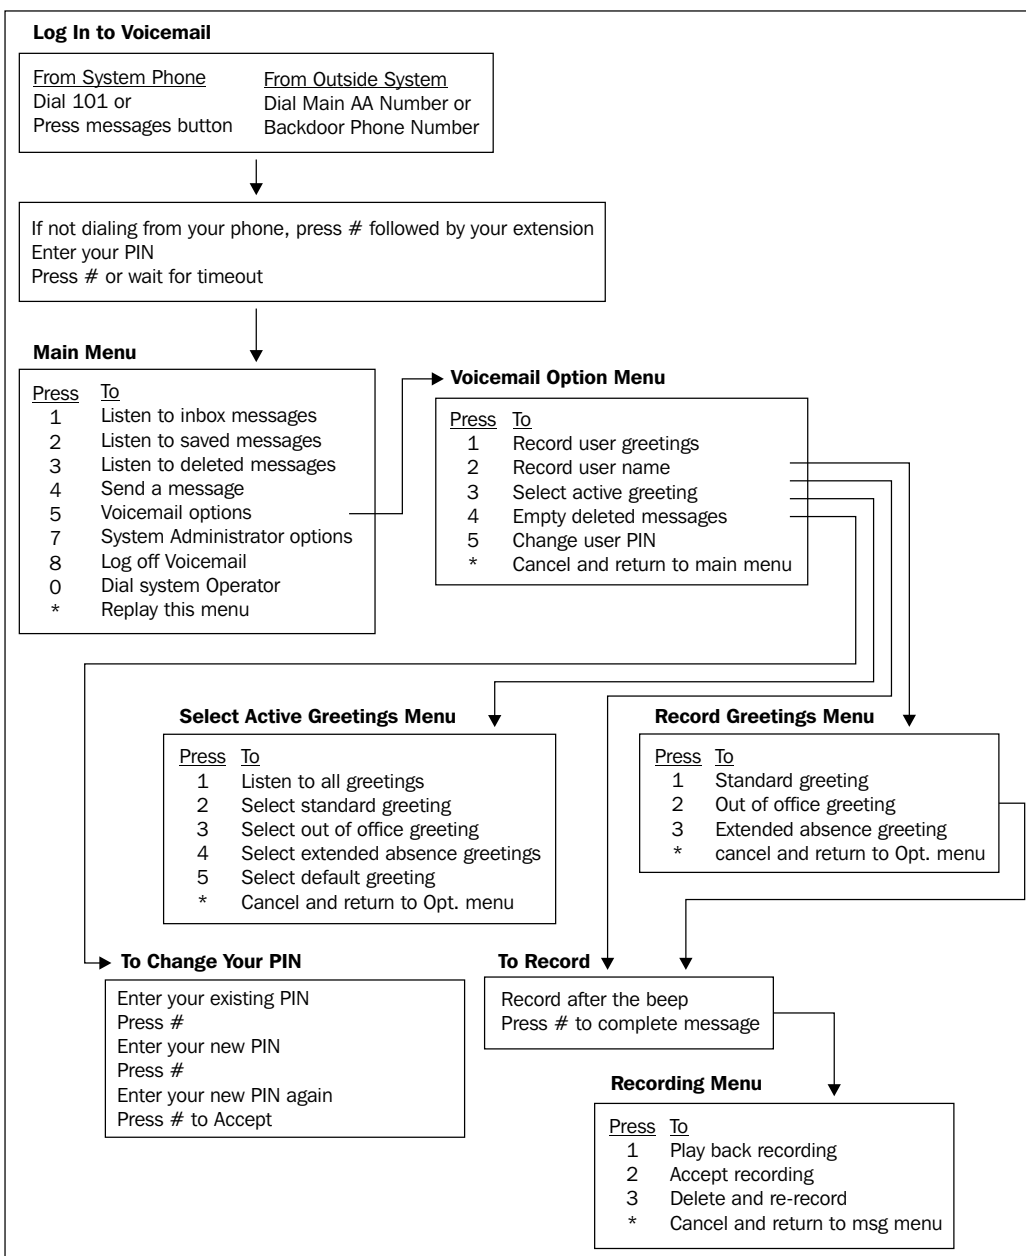 Log In to Voicemail
From System Phone
Dial 101 or
Press messages button
From Outside System
Dial Main AA Number or
Backdoor Phone Number
If not dialing from your phone, press # followed by your extension
Enter your PIN
Press # or wait for timeout
Main Menu
Press To
1 Listen to inbox messages
2 Listen to saved messages
3 Listen to deleted messages
4 Send a message
5 Voicemail options
7 System Administrator options
8 Log off Voicemail
0 Dial system Operator
* Replay this menu
Voicemail Option Menu
Press To
1 Record user greetings
2 Record user name
3 Select active greeting
4 Empty deleted messages
5 Change user PIN
* Cancel and return to main menu
Select Active Greetings Menu
Press To
1 Listen to all greetings
2 Select standard greeting
3 Select out of office greeting
4 Select extended absence greetings
5 Select default greeting
* Cancel and return to Opt. menu
Record Greetings Menu
Press To
1 Standard greeting
2 Out of office greeting
3 Extended absence greeting
* cancel and return to Opt. menu
To Change Your PIN
Enter your existing PIN
Press #
Enter your new PIN
Press #
Enter your new PIN again
Press # to Accept
To Record
Record after the beep
Press # to complete message
Recording Menu
Press To
1 Play back recording
2 Accept recording
3 Delete and re-record
* Cancel and return to msg menu